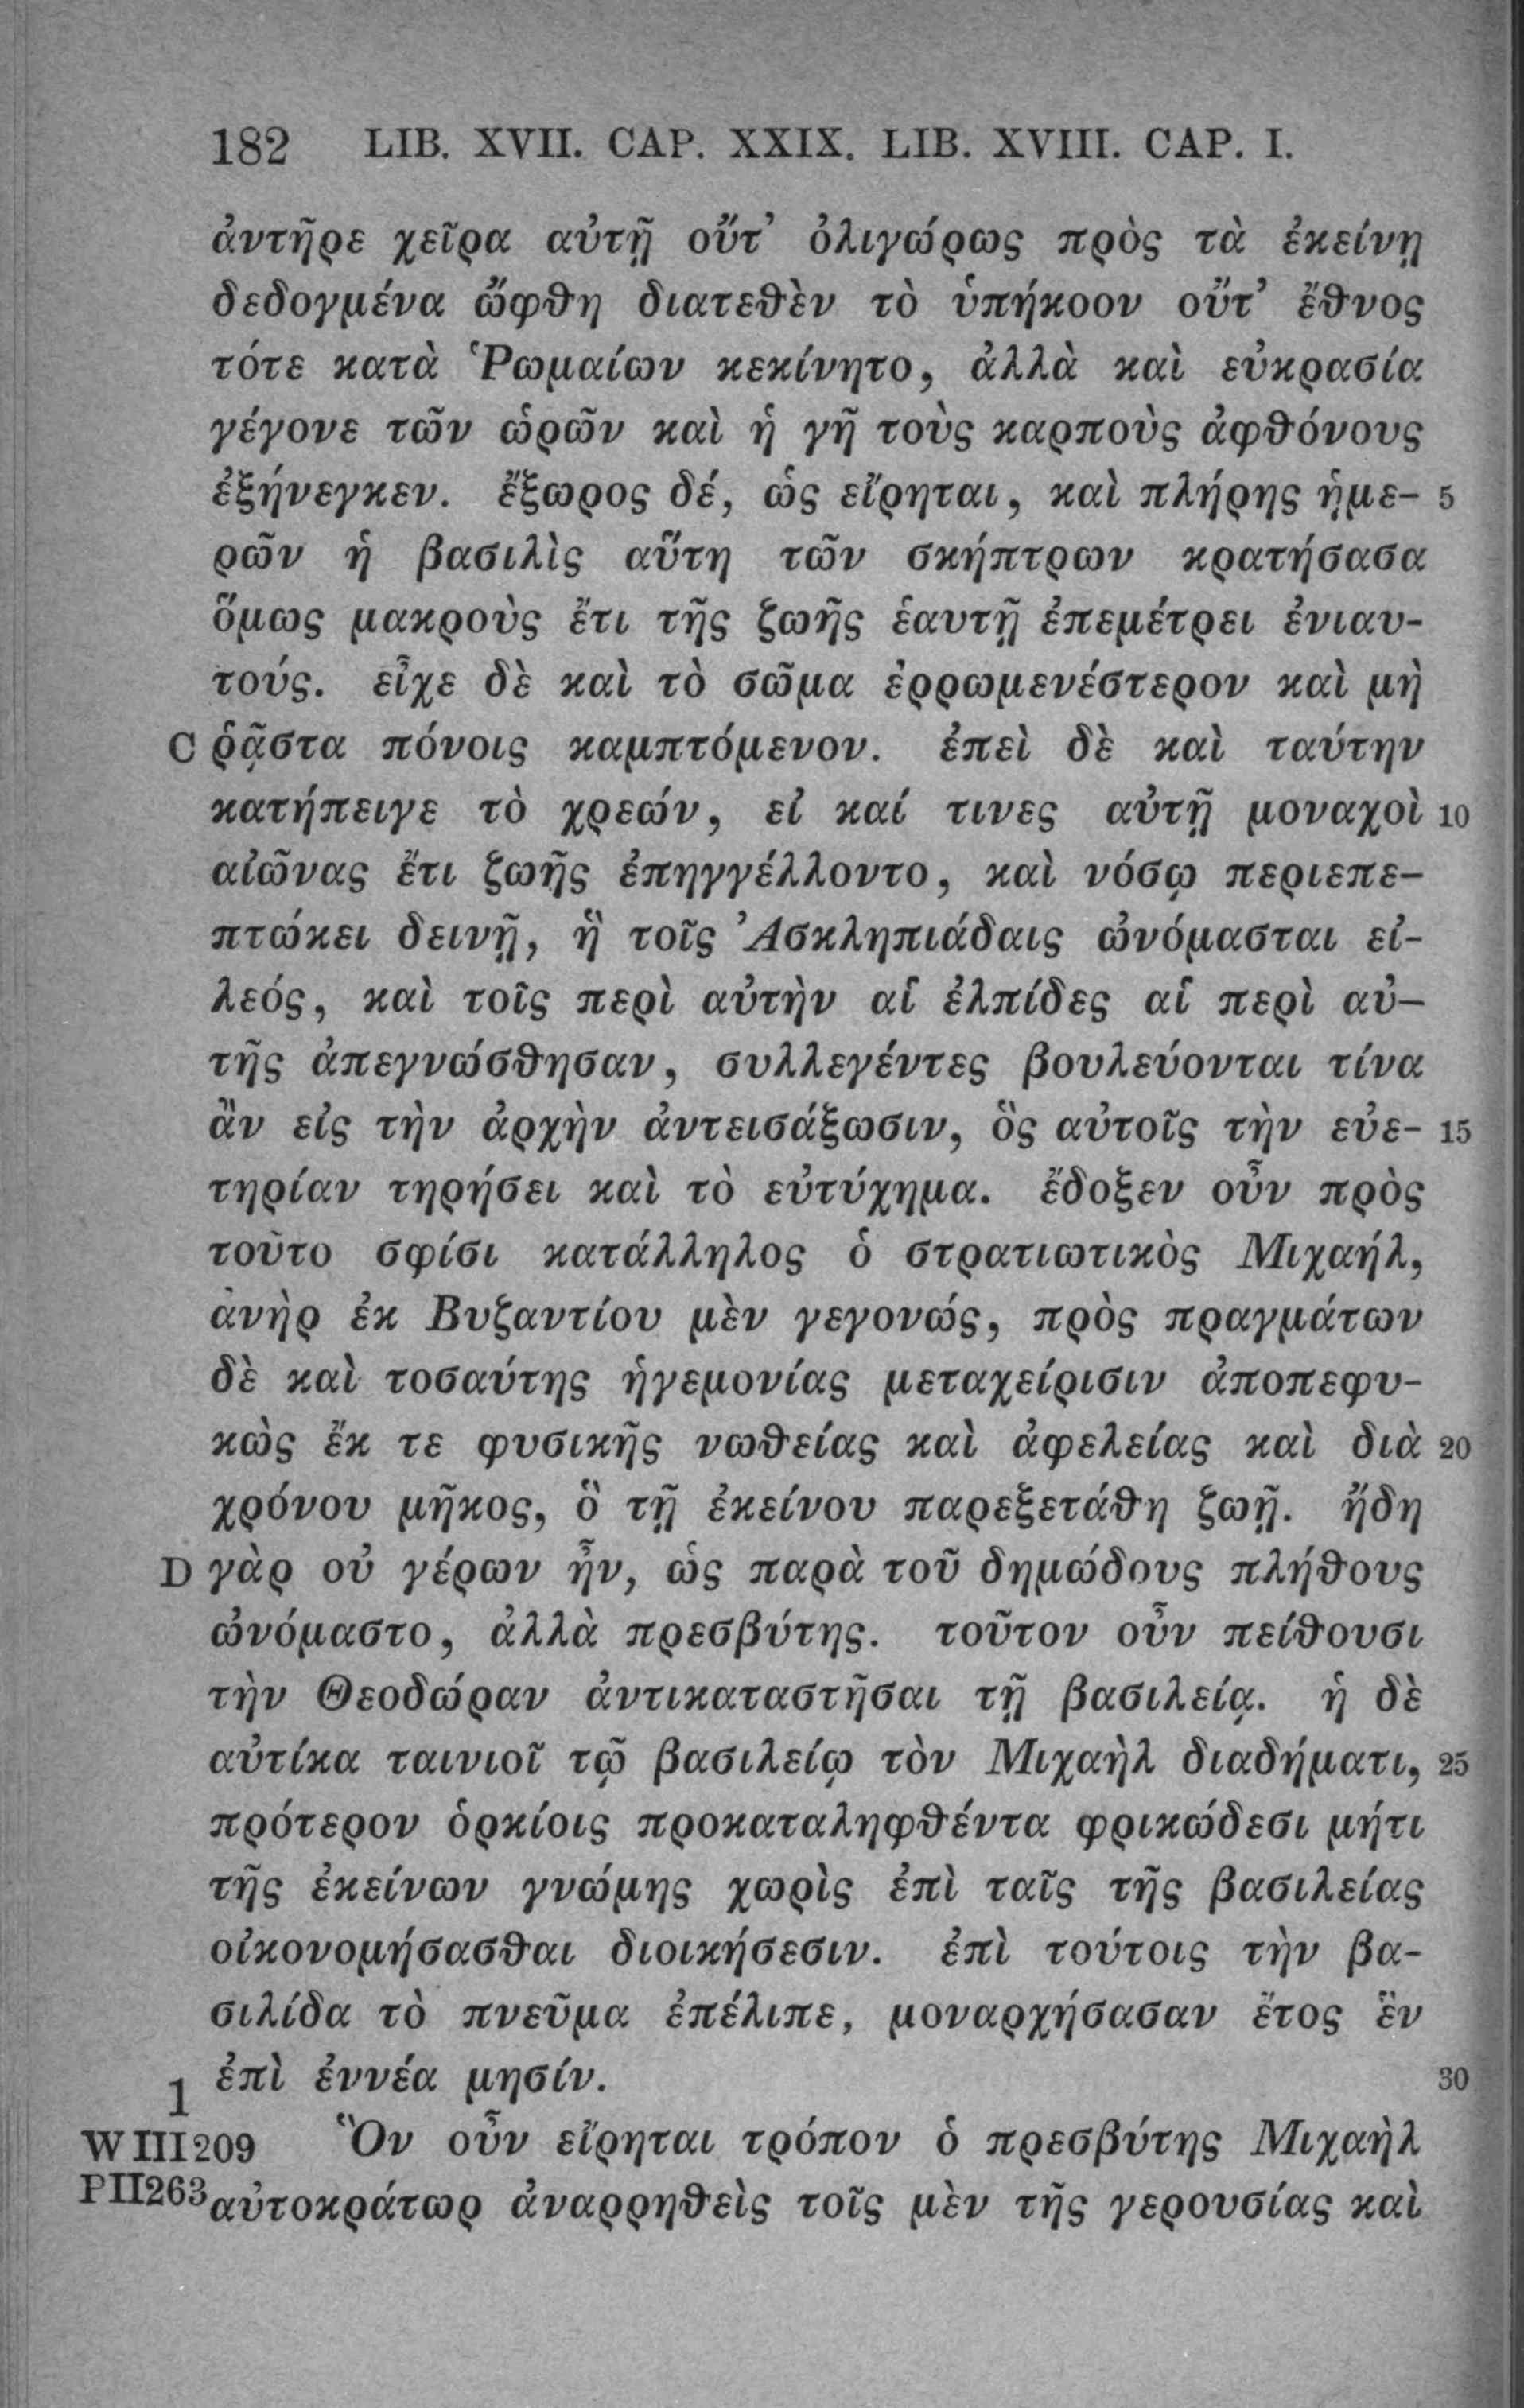 182 LIB. XVII. CAP. XXIX. LIB. XVIII. CAP. I.
ἀντῆρε χεῖρα αὐτῇ οὔτ’ ὀλιγώρως πρὸς τὰ ἐκείνῃ
δεδογμένα ὤφθη διατεθὲν τὸ ὑπήκοον οὔτ’ ἔθνος
τότε κατὰ Ῥωμαίων κεκίνητο, ἀλλὰ καὶ εὐκρασία
γέγονε τῶν ὡρῶν καὶ ἡ γῆ τοὺς καρποὺς ἀφθόνους
ἐξήνεγκεν. ἔξωρος δέ, ὡς εἴρηται, καὶ πλήρης ἡμε- 5
ρῶν ἡ βασιλὶς αὕτη τῶν σκήπτρων κρατήσασα
ὅμως μακροὺς ἔτι τῆς ζωῆς ἑαυτῇ ἐπεμέτρει ἐνιαυ-
τούς. εἶχε δὲ καὶ τὸ σῶμα ἐρρωμενέστερον καὶ μὴ
C ῥᾷστα πόνοις καμπτόμενον. ἐπεὶ δὲ καὶ ταύτην
κατήπειγε τὸ χρεών, εἰ καί τινες αὐτῇ μοναχοὶ 10
αἰῶνας ἔτι ζωῆς ἐπηγγέλλοντο, καὶ νόσῳ περιεπε-
πτώκει δεινῇ, ἣ τοῖς Ἀσκληπιάδαις ὠνόμασται εἰ-
λεός, καὶ τοῖς περὶ αὐτὴν αἱ ἐλπίδες αἱ περὶ αὐ-
τῆς ἀπεγνώσθησαν, συλλεγέντες βουλεύονται τίνα
ἂν εἰς τὴν ἀρχὴν ἀντεισάξωσιν, ὃς αὐτοῖς τὴν εὐε- 15
τηρίαν τηρήσει καὶ τὸ εὐτύχημα. ἔδοξεν οὖν πρὸς
τοῦτο σφίσι κατάλληλος ὁ στρατιωτικὸς Μιχαήλ,
ἀνὴρ ἐκ Βυζαντίου μὲν γεγονώς, πρὸς πραγμάτων
δὲ καὶ τοσαύτης ἡγεμονίας μεταχείρισιν ἀποπεφυ-
κὼς ἔκ τε φυσικῆς νωθείας καὶ ἀφελείας καὶ διὰ 20
χρόνου μῆκος, ὃ τῇ ἐκείνου παρεξετάθη ζωῇ. ἤδη
D γὰρ οὐ γέρων ἦν, ὡς παρὰ τοῦ δημώδους πλήθους
ὠνόμαστο, ἀλλὰ πρεσβύτης. τοῦτον οὖν πείθουσι
τὴν Θεοδώραν ἀντικαταστῆσαι τῇ βασιλείᾳ. ἡ δὲ
αὐτίκα ταινιοῖ τῷ βασιλείῳ τὸν Μιχαὴλ διαδήματι, 25
πρότερον ὁρκίοις προκαταληφθέντα φρικώδεσι μήτι
τῆς ἐκείνων γνώμης χωρὶς ἐπὶ ταῖς τῆς βασιλείας
οἰκονομήσασθαι διοικήσεσιν. ἐπὶ τούτοις τὴν βα-
σιλίδα τὸ πνεῦμα ἐπέλιπε, μοναρχήσασαν ἔτος ἓν
1 ἐπὶ ἐννέα μησίν. 30
W III 209 Ὃν οὖν εἴρηται τρόπον ὁ πρεσβύτης Μιχαὴλ
P II 263 αὐτοκράτωρ ἀναρρηθεὶς τοῖς μὲν τῆς γερουσίας καὶ